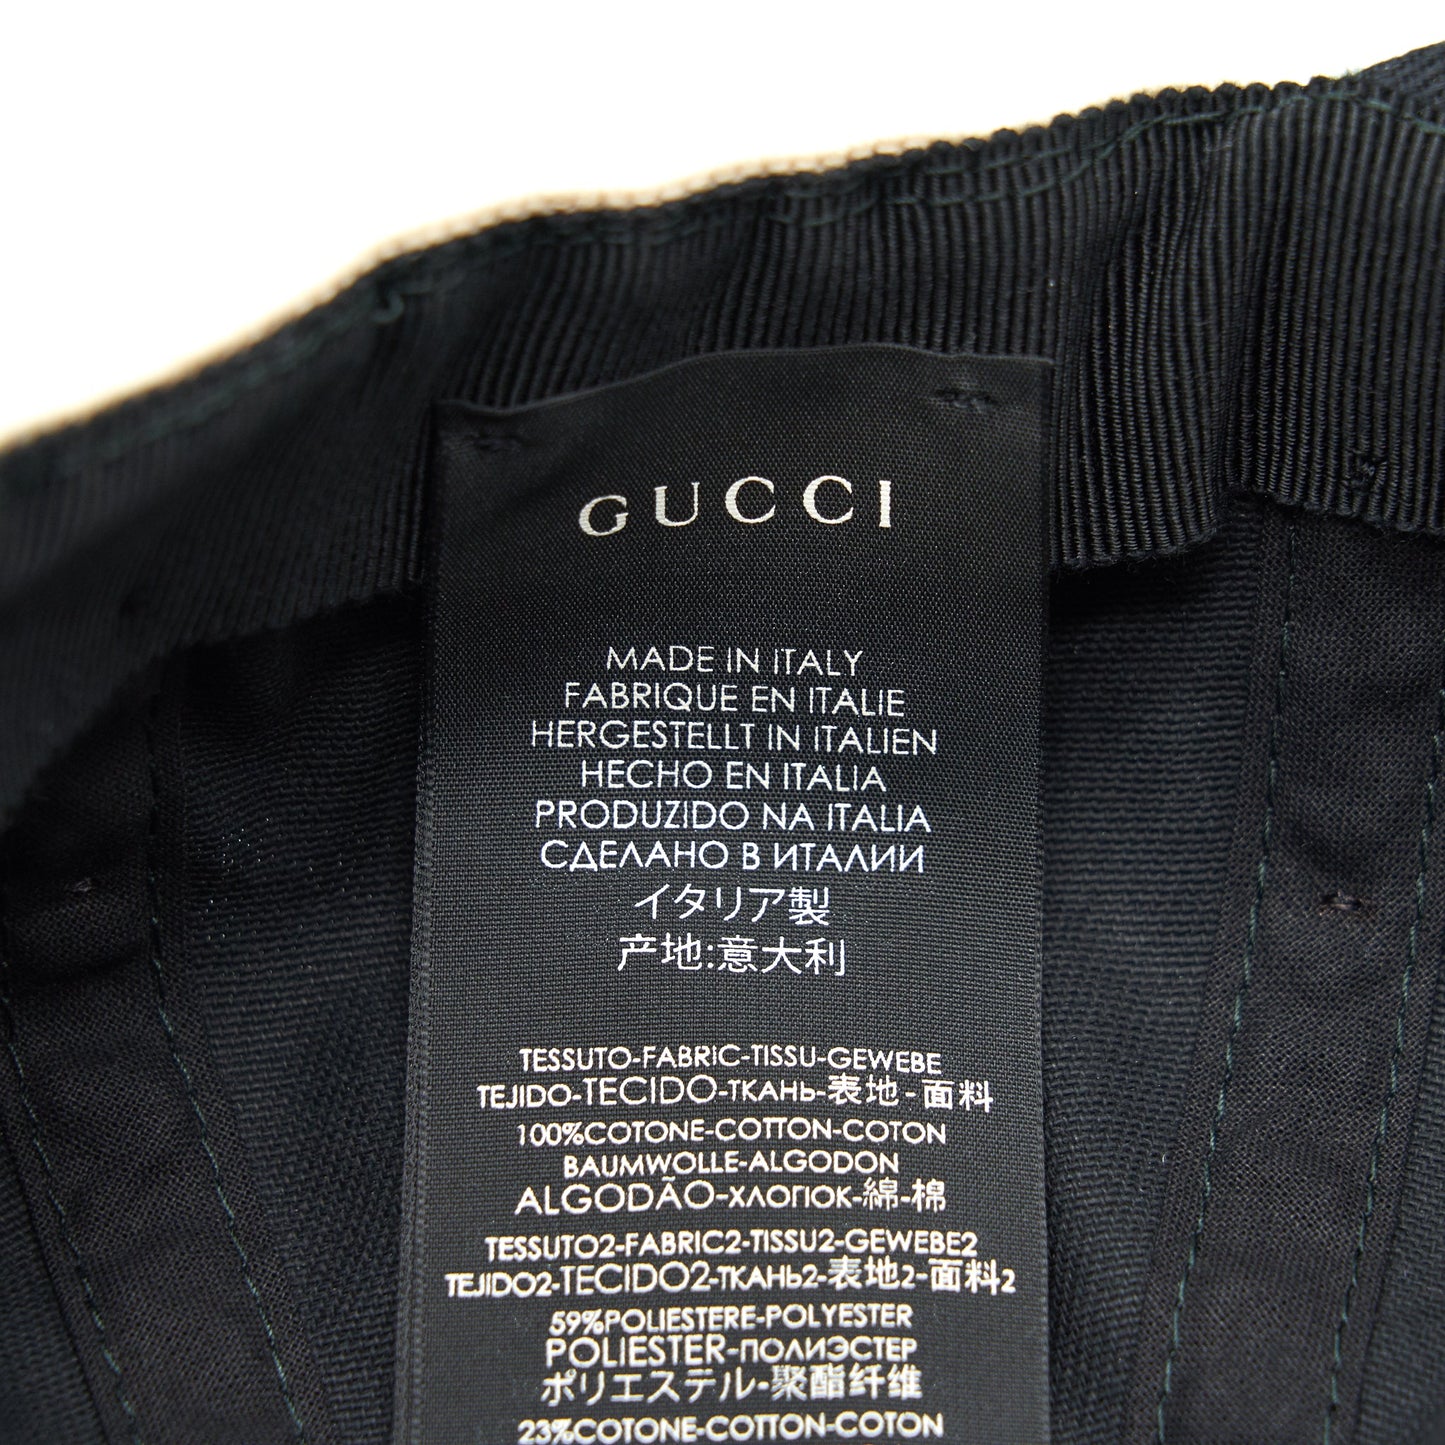 GUCCI
MADE IN ITALY
FABRIQUE EN ITALIE
HERGESTELLT IN ITALIEN
HECHO EN ITALIA
PRODUZIDO NA ITALIA
СДЕЛАНО В ИТАЛИИ
イタリア製
产地:意大利
TESSUTO-FABRIC-TISSU-GEWEBE
TEJIDO-TECIDO-ТКАНЬ-表地-面料
100%COTONE-COTTON-COTON
BAUMWOLLE-ALGODON
ALGODÃO-ХЛОПОК-綿-棉
TESSUTO2-FABRIC2-TISSU2-GEWEBE2
TEJIDO2-TECIDO2-ТКАНЬ2-表地2-面料2
59%POLIESTERE-POLYESTER
POLIESTER-ПОЛИЭСТЕР
ポリエステル-聚酯纤维
23%COTONE-COTTON-COTON